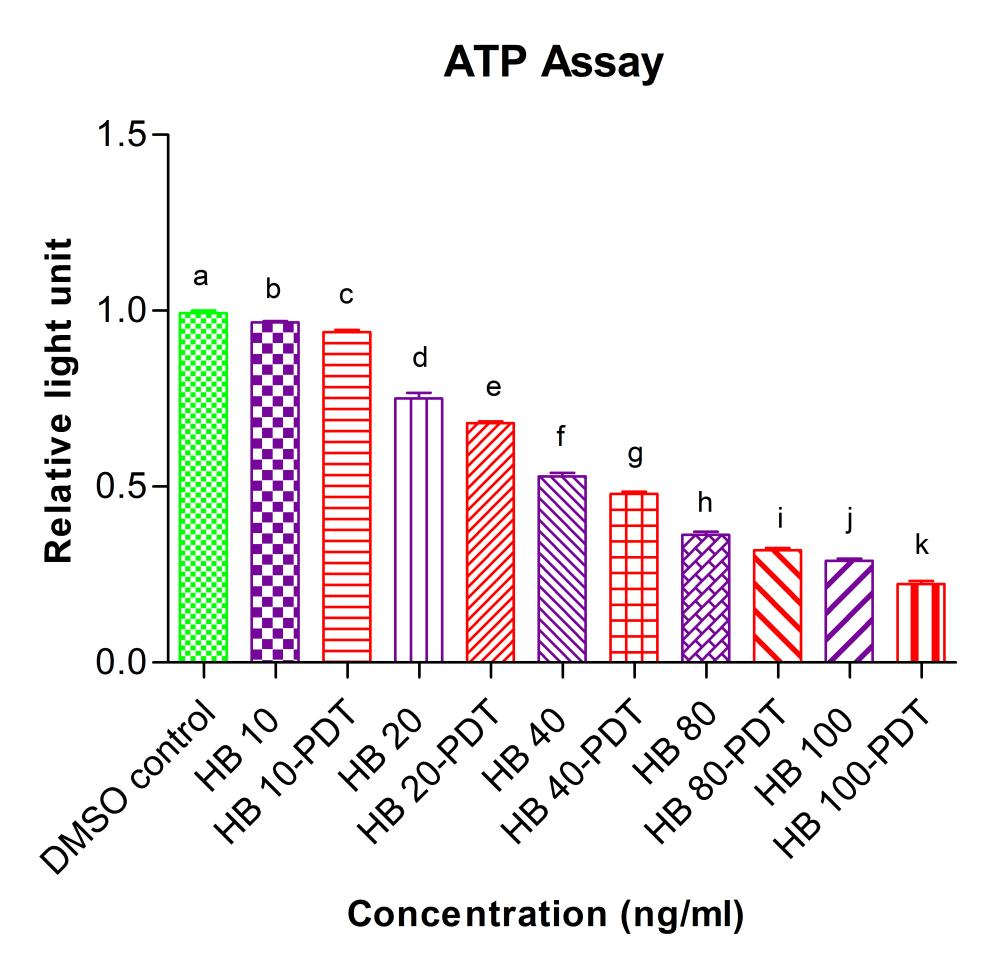 ATP Assay
1.5
1.0
0.5
0.0
Relative light unit
a
b
c
d
e
f
g
h
i
j
k
DMSO control
HB 10
HB 10-PDT
HB 20
HB 20-PDT
HB 40
HB 40-PDT
HB 80
HB 80-PDT
HB 100
HB 100-PDT
Concentration (ng/ml)